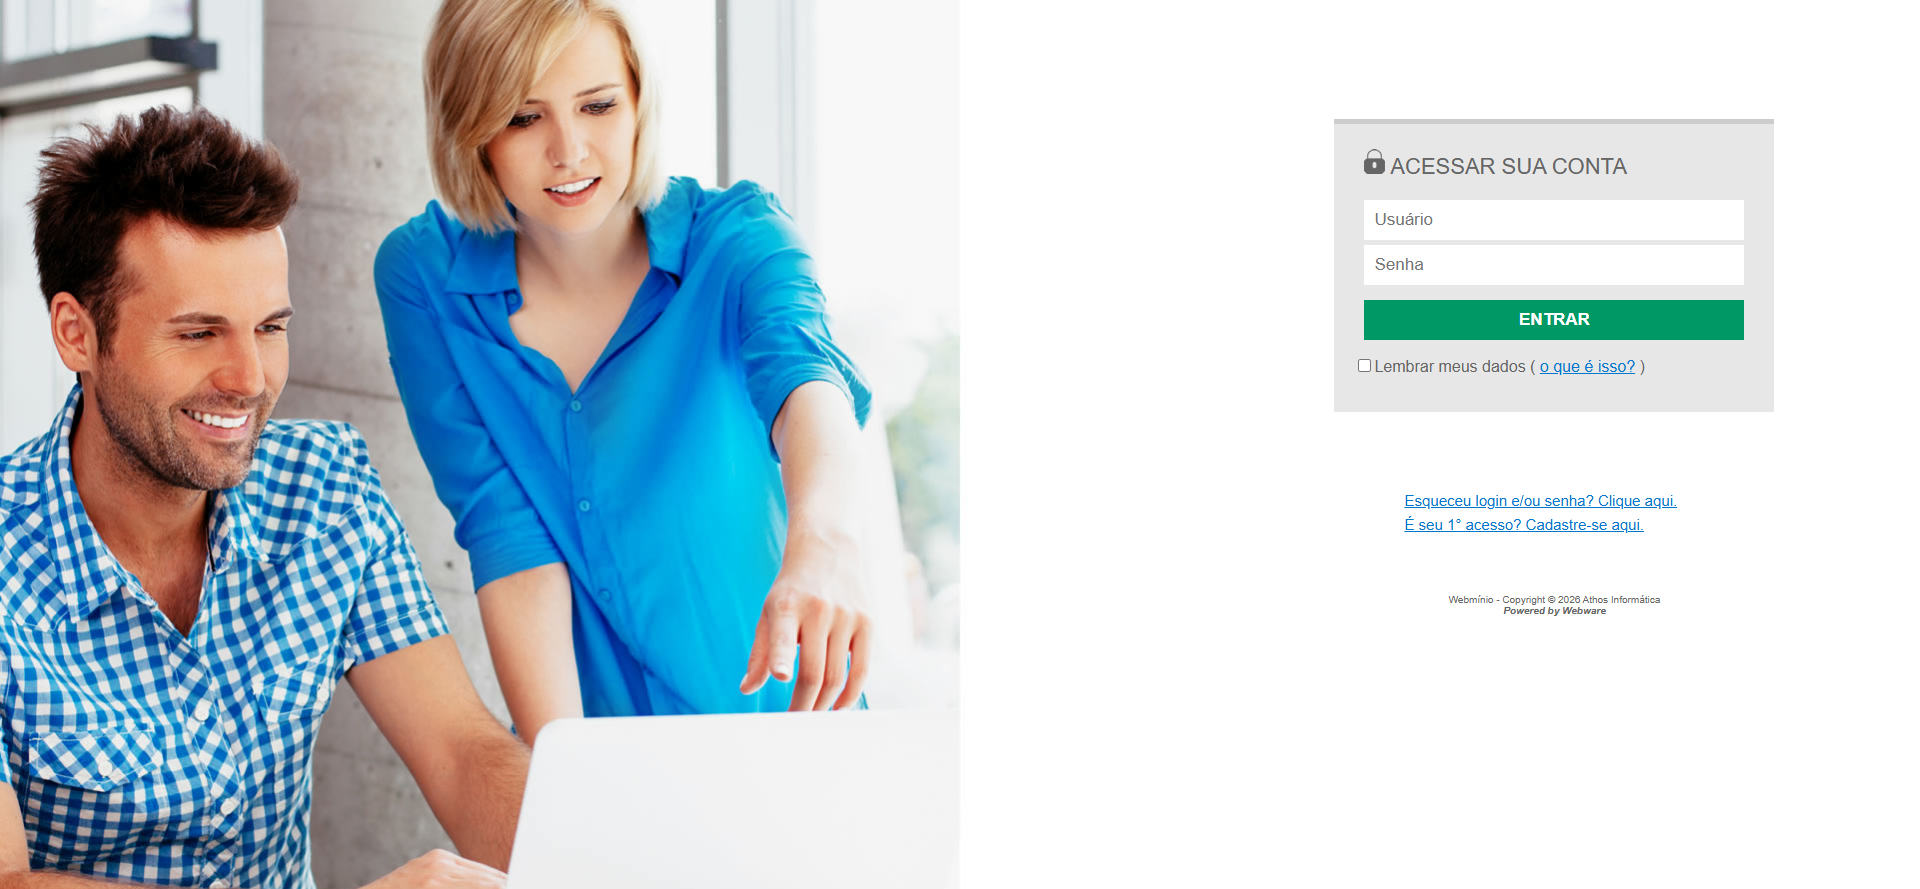 ACESSAR SUA CONTA
Usuário
Senha
ENTRAR
Lembrar meus dados ( o que é isso? )
Esqueceu login e/ou senha? Clique aqui.
É seu 1° acesso? Cadastre-se aqui.
Webmínio - Copyright © 2026 Athos Informática
Powered by Webware